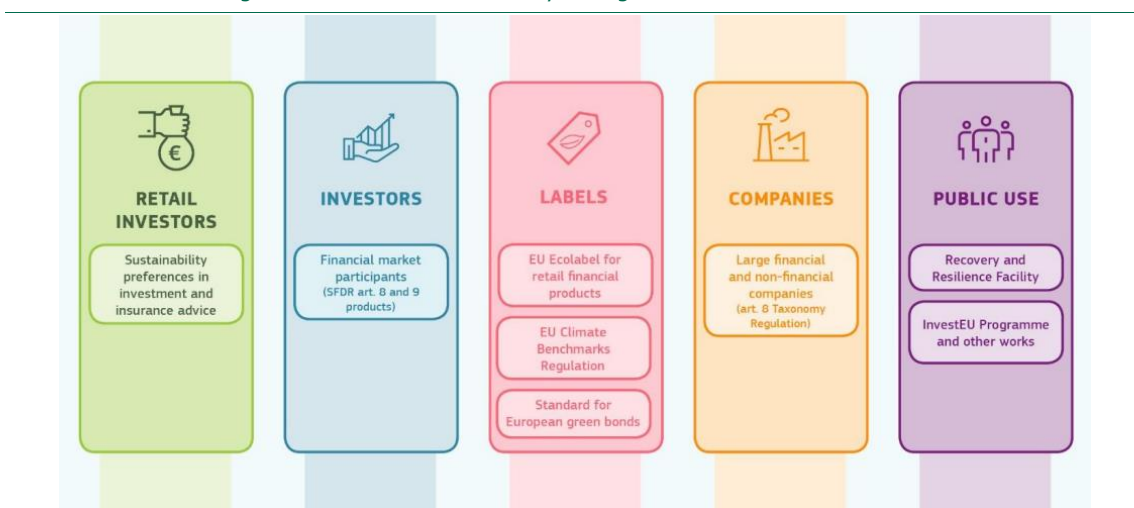 RETAIL
INVESTORS
Sustainability
preferences in
investment and
insurance advice
INVESTORS
Financial market
participants
(SFDR art. 8 and 9
products)
LABELS
EU Ecolabel for
retail financial
products
EU Climate
Benchmarks
Regulation
Standard for
European green bonds
COMPANIES
Large financial
and non-financial
companies
(art. 8 Taxonomy
Regulation)
PUBLIC USE
Recovery and
Resilience Facility
InvestEU Programme
and other works